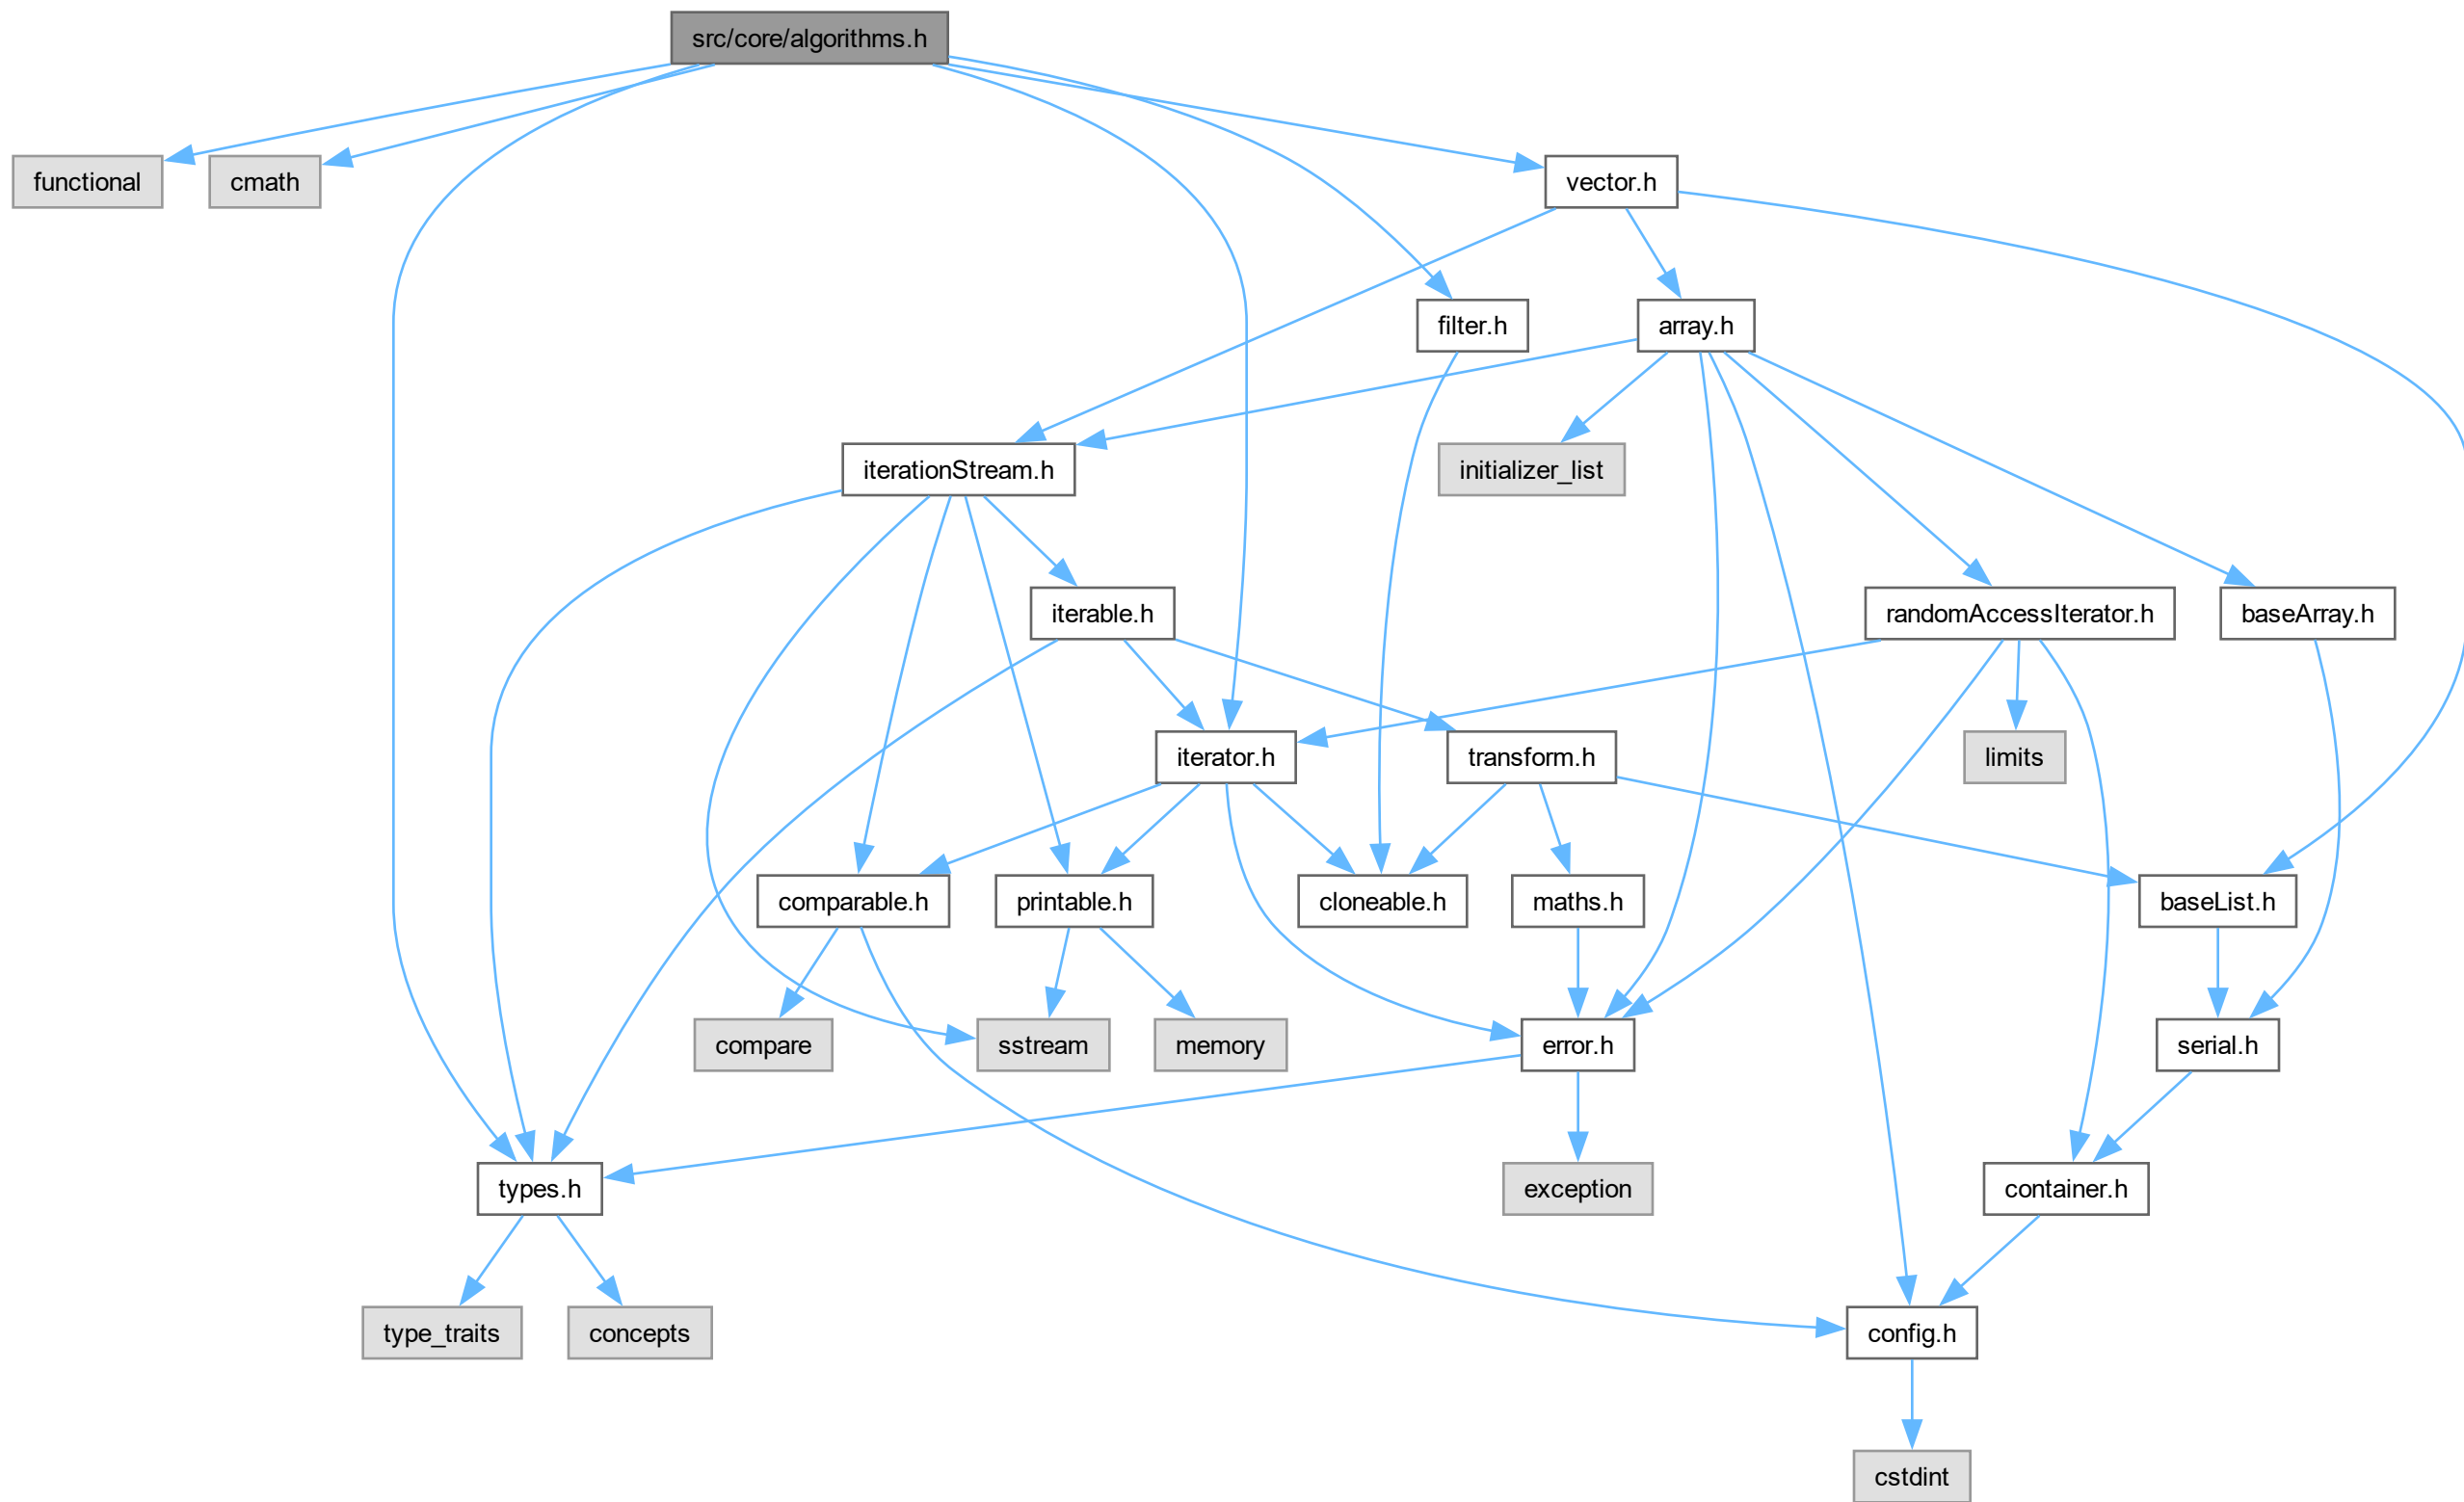 src/core/algorithms.h
functional
cmath
vector.h
filter.h
array.h
iterationStream.h
initializer_list
iterable.h
randomAccessIterator.h
baseArray.h
iterator.h
transform.h
limits
comparable.h
printable.h
cloneable.h
maths.h
baseList.h
compare
sstream
memory
error.h
serial.h
types.h
exception
container.h
type_traits
concepts
config.h
cstdint